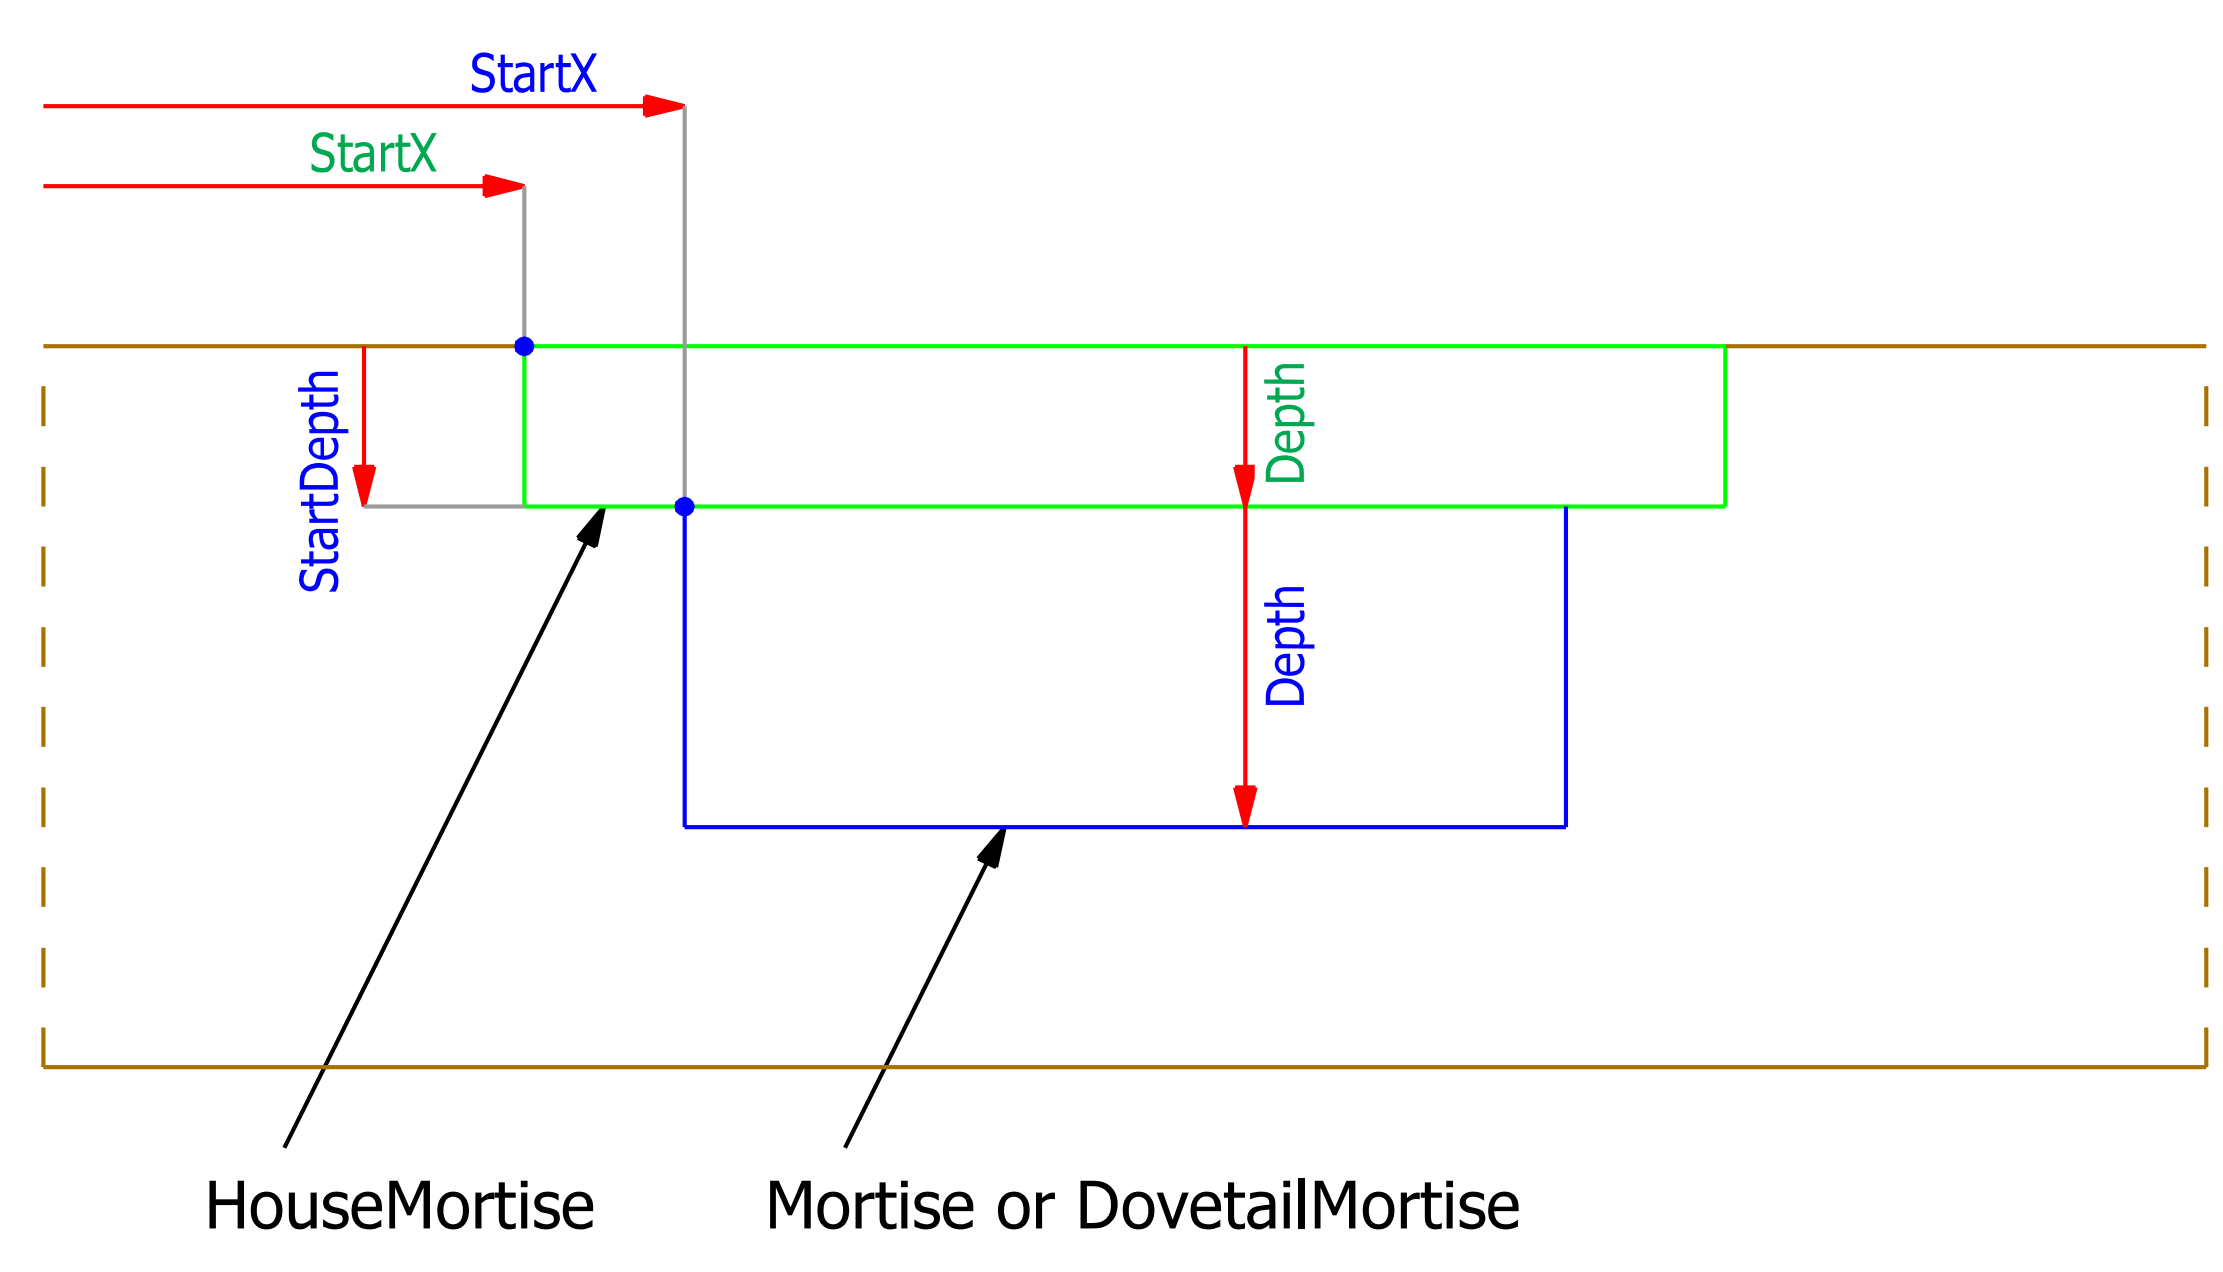 StartX
StartX
StartDepth
Depth
Depth
HouseMortise
Mortise or DovetailMortise